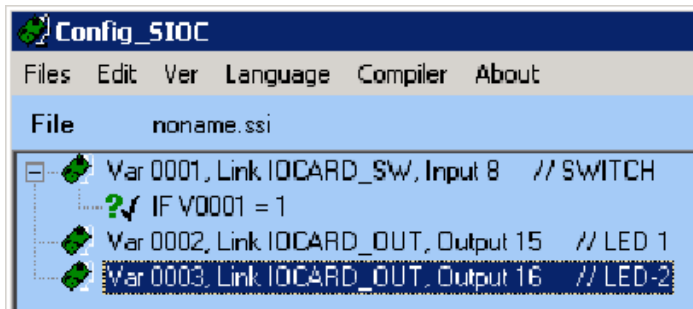 Config_SIOC
Files Edit Ver Language Compiler About
File noname.ssi
Var 0001, Link IOCARD_SW, Input 8 // SWITCH
IF V0001 = 1
Var 0002, Link IOCARD_OUT, Output 15 // LED 1
Var 0003, Link IOCARD_OUT, Output 16 // LED-2